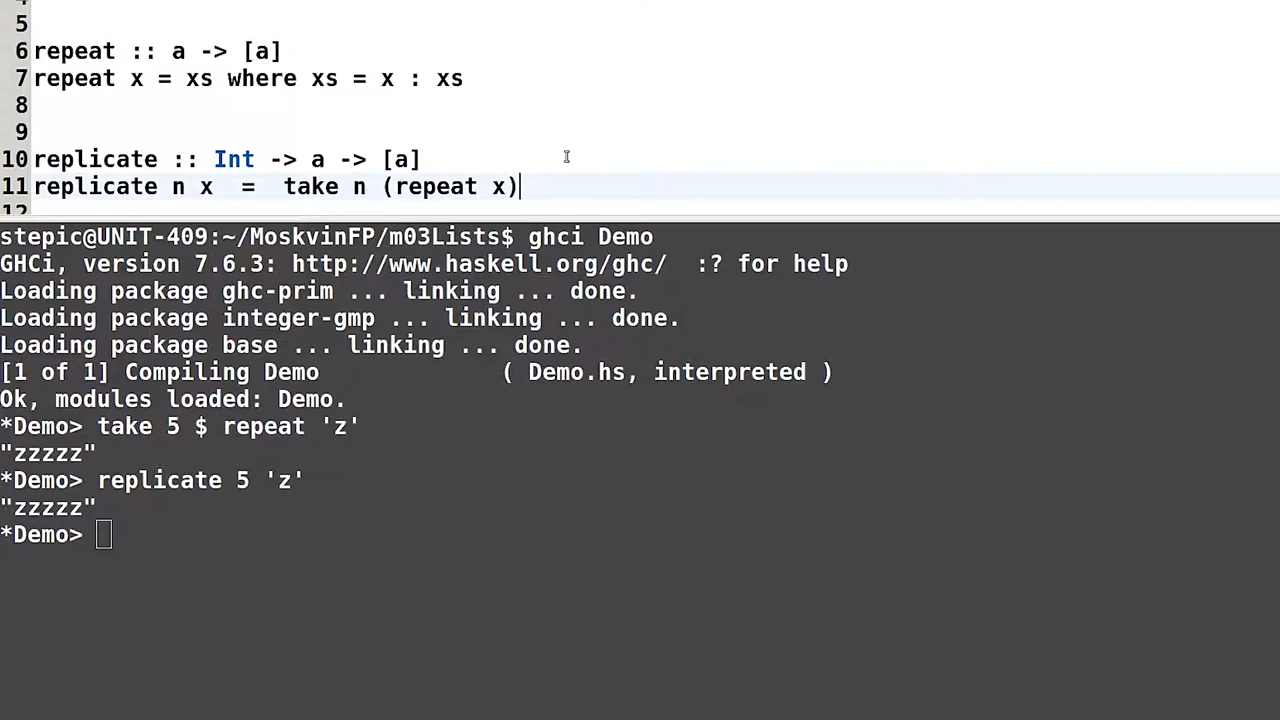 5
6 repeat :: a -> [a]
7 repeat x = xs where xs = x : xs
8
9
10 replicate :: Int -> a -> [a]
11 replicate n x  =  take n (repeat x)
12
stepic@UNIT-409:~/MoskvinFP/m03Lists$ ghci Demo
GHCi, version 7.6.3: http://www.haskell.org/ghc/  :? for help
Loading package ghc-prim ... linking ... done.
Loading package integer-gmp ... linking ... done.
Loading package base ... linking ... done.
[1 of 1] Compiling Demo             ( Demo.hs, interpreted )
Ok, modules loaded: Demo.
*Demo> take 5 $ repeat 'z'
"zzzzz"
*Demo> replicate 5 'z'
"zzzzz"
*Demo>